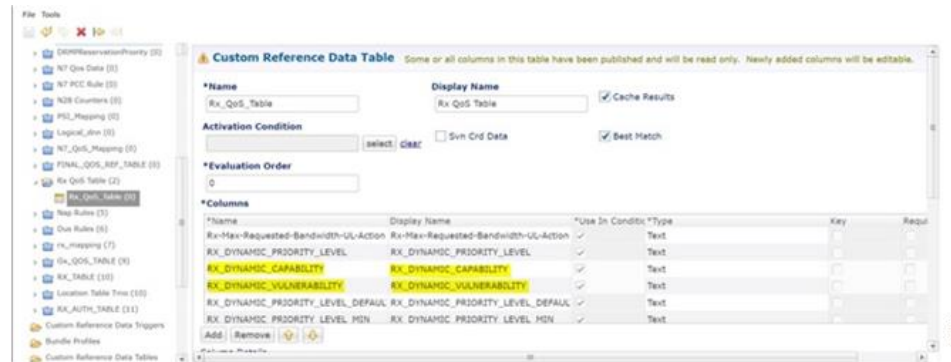 File Tools
DRMPReservationPriority (0)
N7 Qos Data (0)
N7 PCC Rule (0)
N28 Counters (0)
PSI_Mapping (0)
Logical_dnn (0)
N7_QoS_Mapping (0)
FINAL_QOS_REF_TABLE (0)
Rx QoS Table (2)
Rx_QoS_Table (0)
Nap Rules (5)
Dus Rules (6)
rx_mapping (7)
Gx_QOS_TABLE (9)
RX_TABLE (10)
Location Table Tmo (10)
RX_AUTH_TABLE (11)
Custom Reference Data Triggers
Bundle Profiles
Custom Reference Data Tables
Custom Reference Data Table Some or all columns in this table have been published and will be read only. Newly added columns will be editable.
*Name Display Name
Rx_QoS_Table Rx QoS Table Cache Results
Activation Condition
select clear Svn Crd Data Best Match
*Evaluation Order
0
*Columns
*Name Display Name *Use In Conditic *Type Key Requi
Rx-Max-Requested-Bandwidth-UL-Action Rx-Max-Requested-Bandwidth-UL-Action Text
RX_DYNAMIC_PRIORITY_LEVEL RX_DYNAMIC_PRIORITY_LEVEL Text
RX_DYNAMIC_CAPABILITY RX_DYNAMIC_CAPABILITY Text
RX_DYNAMIC_VULNERABILITY RX_DYNAMIC_VULNERABILITY Text
RX_DYNAMIC_PRIORITY_LEVEL_DEFAUL RX_DYNAMIC_PRIORITY_LEVEL_DEFAUL Text
RX_DYNAMIC_PRIORITY_LEVEL_MIN RX_DYNAMIC_PRIORITY_LEVEL_MIN Text
Add Remove
Column Details